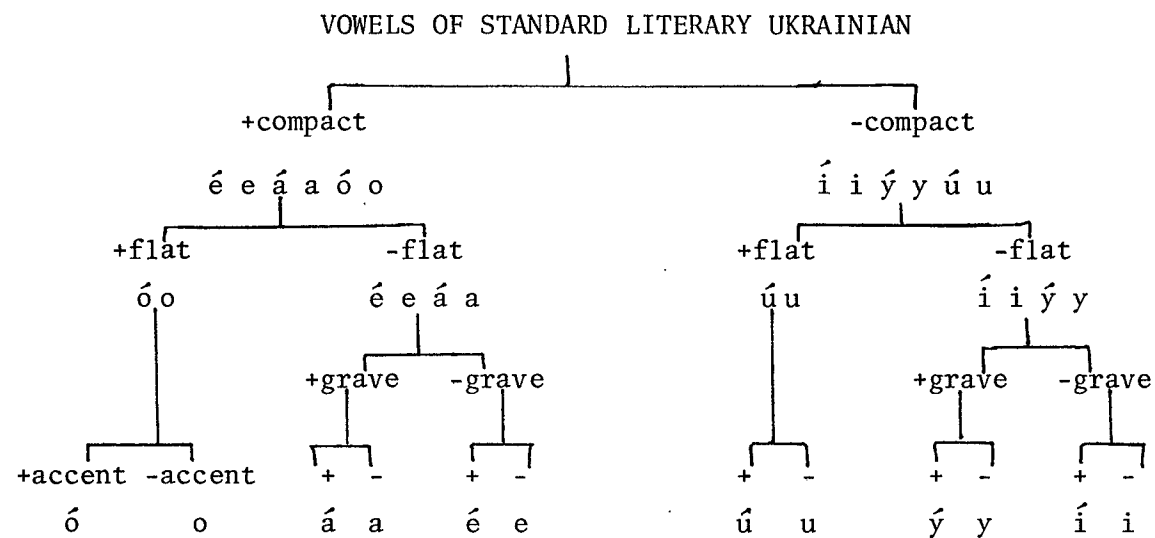 VOWELS OF STANDARD LITERARY UKRAINIAN
+compact -compact
é e á a ó o í i ý y ú u
+flat -flat +flat -flat
ó o é e á a ú u í i ý y
+grave -grave +grave -grave
+accent -accent + - + - + - + - + -
ó o á a é e ú u ý y í i